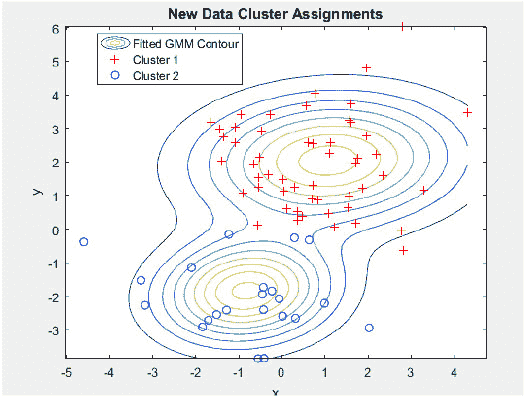 New Data Cluster Assignments
Fitted GMM Contour
Cluster 1
Cluster 2
6
5
4
3
2
1
0
-1
-2
-3
y
-5 -4 -3 -2 -1 0 1 2 3 4
x